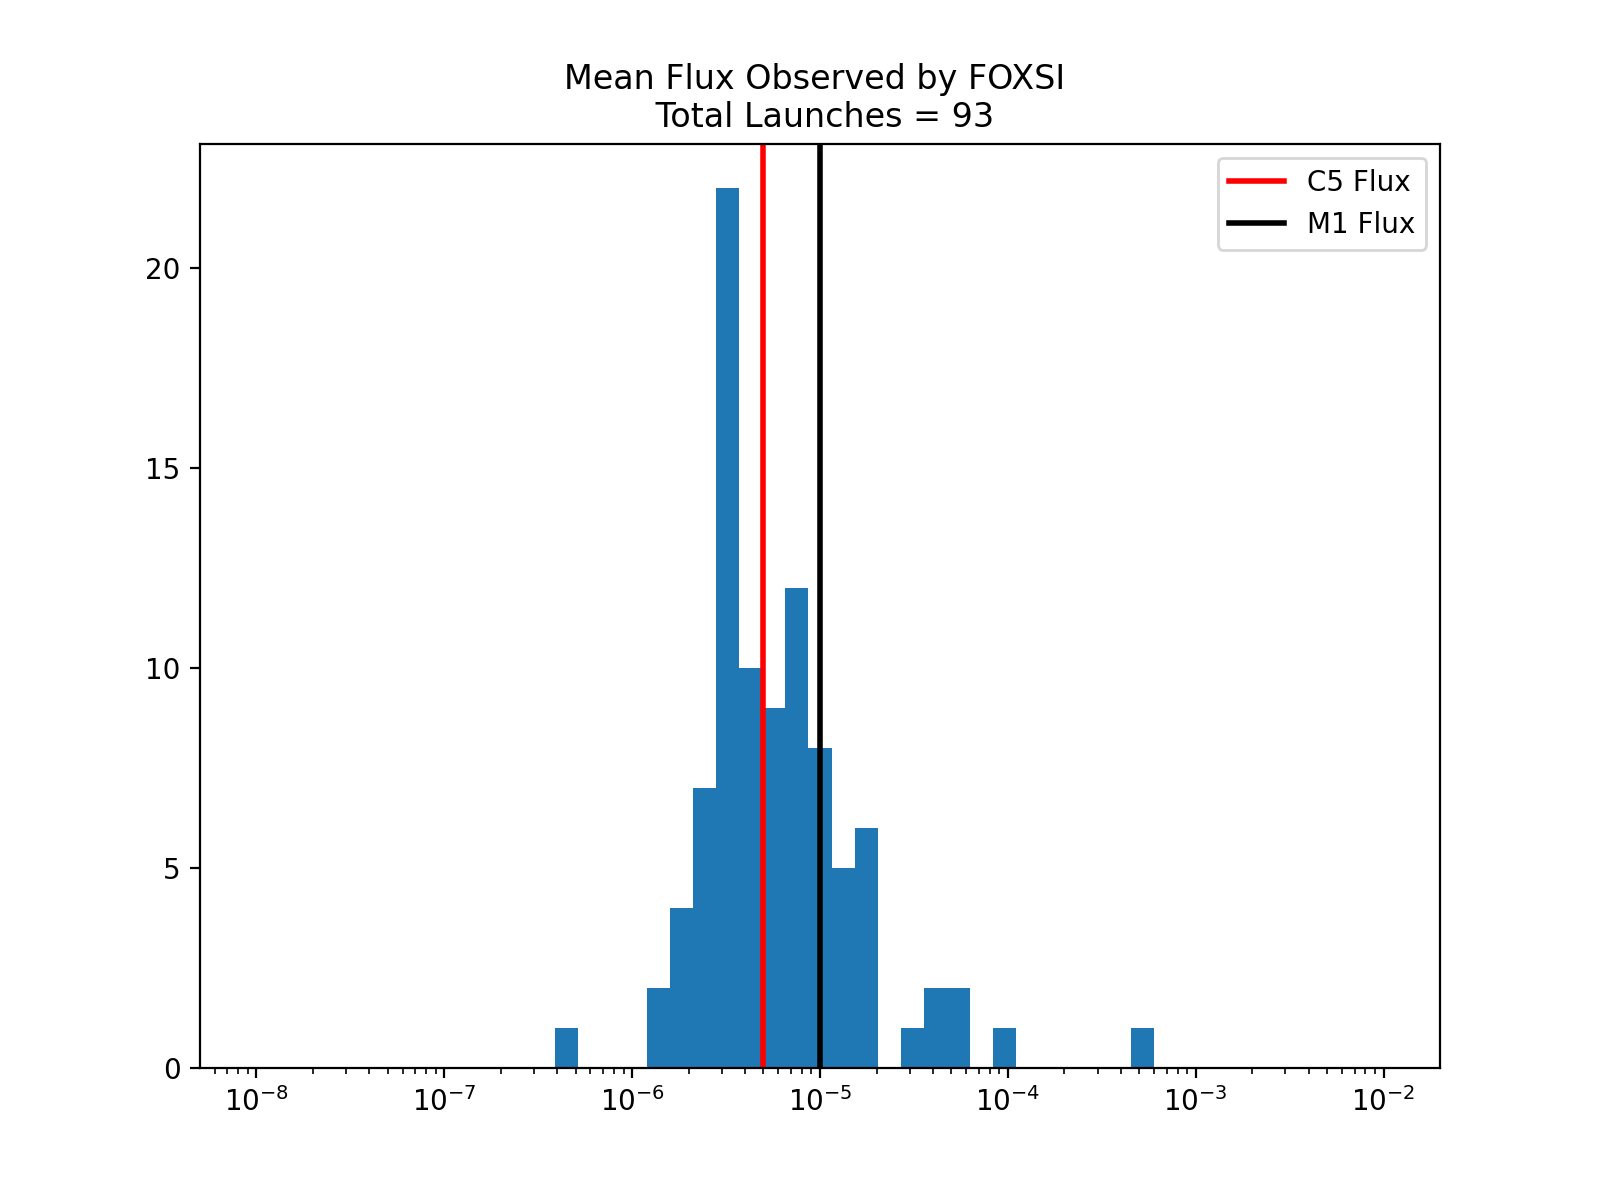 Mean Flux Observed by FOXSI
Total Launches = 93
C5 Flux
M1 Flux
20
15
10
5
0
10⁻⁸ 10⁻⁷ 10⁻⁶ 10⁻⁵ 10⁻⁴ 10⁻³ 10⁻²